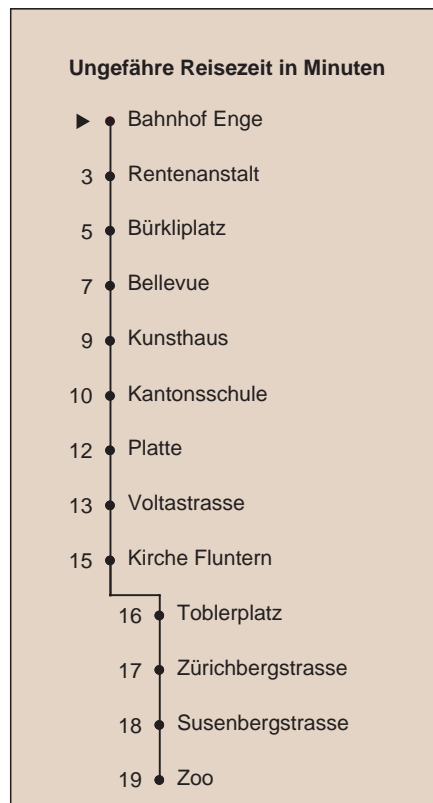 Ungefähre Reisezeit in Minuten
Bahnhof Enge
3 Rentenanstalt
5 Bürkliplatz
7 Bellevue
9 Kunsthaus
10 Kantonsschule
12 Platte
13 Voltastrasse
15 Kirche Fluntern
16 Toblerplatz
17 Zürichbergstrasse
18 Susenbergstrasse
19 Zoo